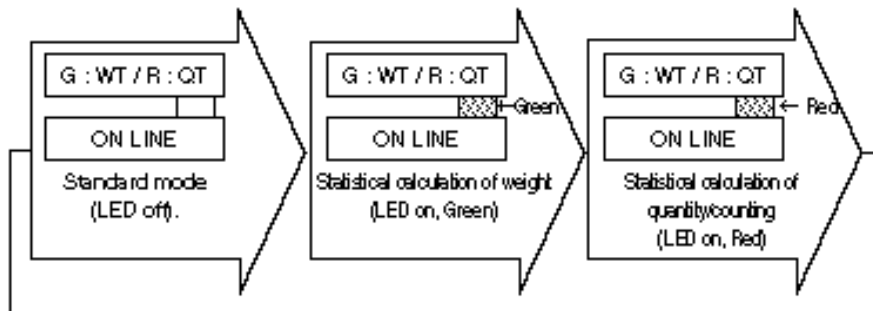 G : WT / R : QT
ON LINE
Standard mode
(LED off).
G : WT / R : QT
Green
ON LINE
Statistical calculation of weight
(LED on, Green)
G : WT / R : QT
Red
ON LINE
Statistical calculation of
quantity/counting
(LED on, Red)